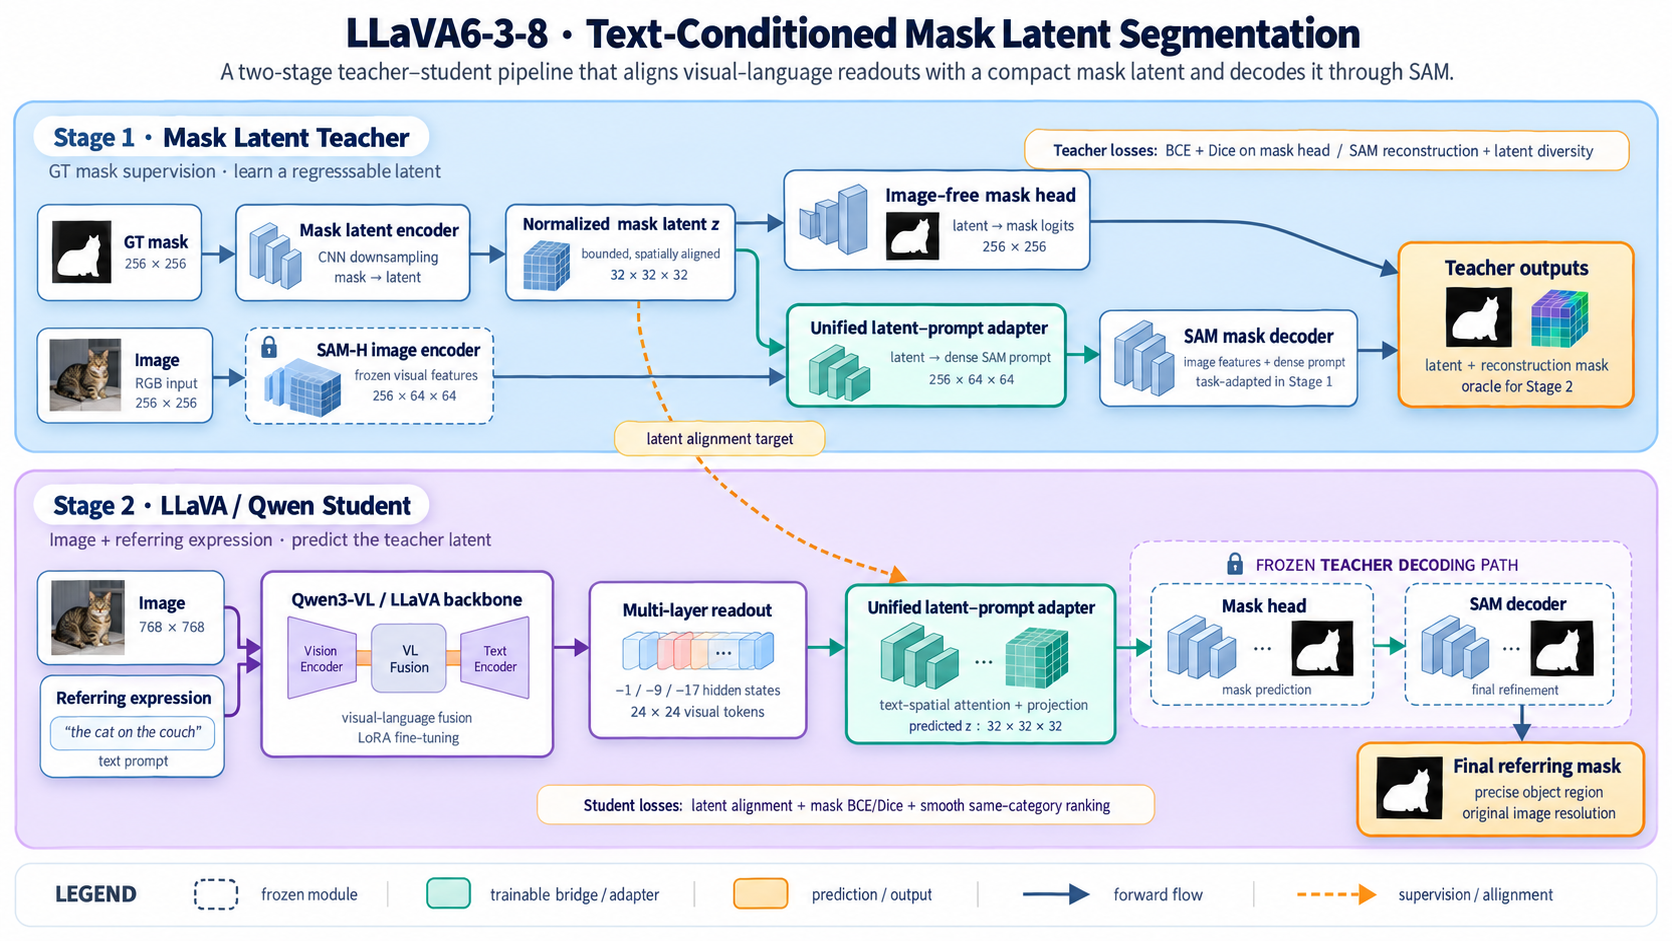 LLaVA6-3-8 · Text-Conditioned Mask Latent Segmentation
A two-stage teacher–student pipeline that aligns visual-language readouts with a compact mask latent and decodes it through SAM.
Stage 1 · Mask Latent Teacher
GT mask supervision · learn a regresssable latent
Teacher losses: BCE + Dice on mask head / SAM reconstruction + latent diversity
GT mask
256 × 256
Mask latent encoder
CNN downsampling
mask → latent
Normalized mask latent z
bounded, spatially aligned
32 × 32 × 32
Image-free mask head
latent → mask logits
256 × 256
Image
RGB input
256 × 256
SAM-H image encoder
frozen visual features
256 × 64 × 64
Unified latent–prompt adapter
latent → dense SAM prompt
256 × 64 × 64
SAM mask decoder
image features + dense prompt
task-adapted in Stage 1
Teacher outputs
latent + reconstruction mask
oracle for Stage 2
latent alignment target
Stage 2 · LLaVA / Qwen Student
Image + referring expression · predict the teacher latent
Image
768 × 768
Referring expression
“the cat on the couch”
text prompt
Qwen3-VL / LLaVA backbone
Vision
Encoder
VL
Fusion
Text
Encoder
visual-language fusion
LoRA fine-tuning
Multi-layer readout
...
−1 / −9 / −17 hidden states
24 × 24 visual tokens
Unified latent–prompt adapter
...
text-spatial attention + projection
predicted z : 32 × 32 × 32
FROZEN TEACHER DECODING PATH
Mask head
...
mask prediction
SAM decoder
...
final refinement
Final referring mask
precise object region
original image resolution
Student losses: latent alignment + mask BCE/Dice + smooth same-category ranking
LEGEND
frozen module
trainable bridge / adapter
prediction / output
forward flow
supervision / allignment